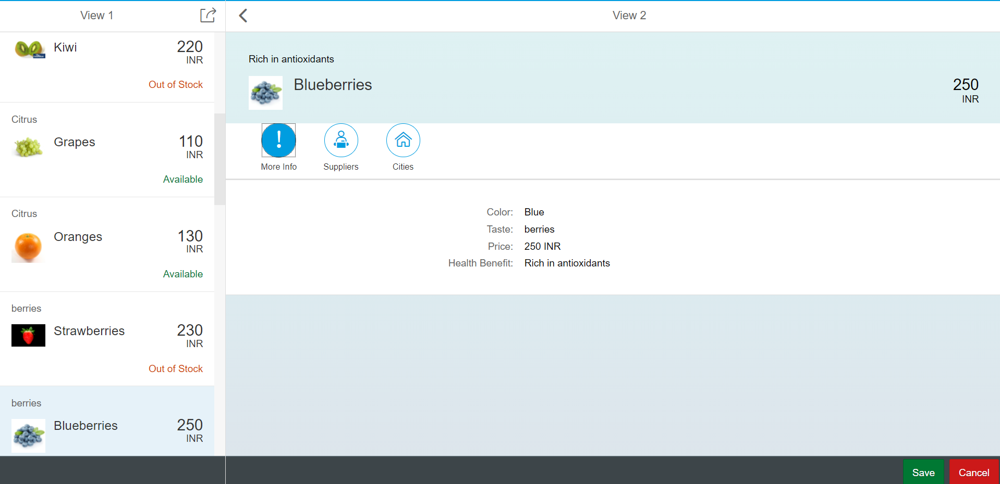 View 1
Kiwi
220
INR
Out of Stock
Citrus
Grapes
110
INR
Available
Citrus
Oranges
130
INR
Available
berries
Strawberries
230
INR
Out of Stock
berries
Blueberries
250
INR
View 2
Rich in antioxidants
Blueberries
250
INR
More Info
Suppliers
Cities
Color: Blue
Taste: berries
Price: 250 INR
Health Benefit: Rich in antioxidants
Save
Cancel